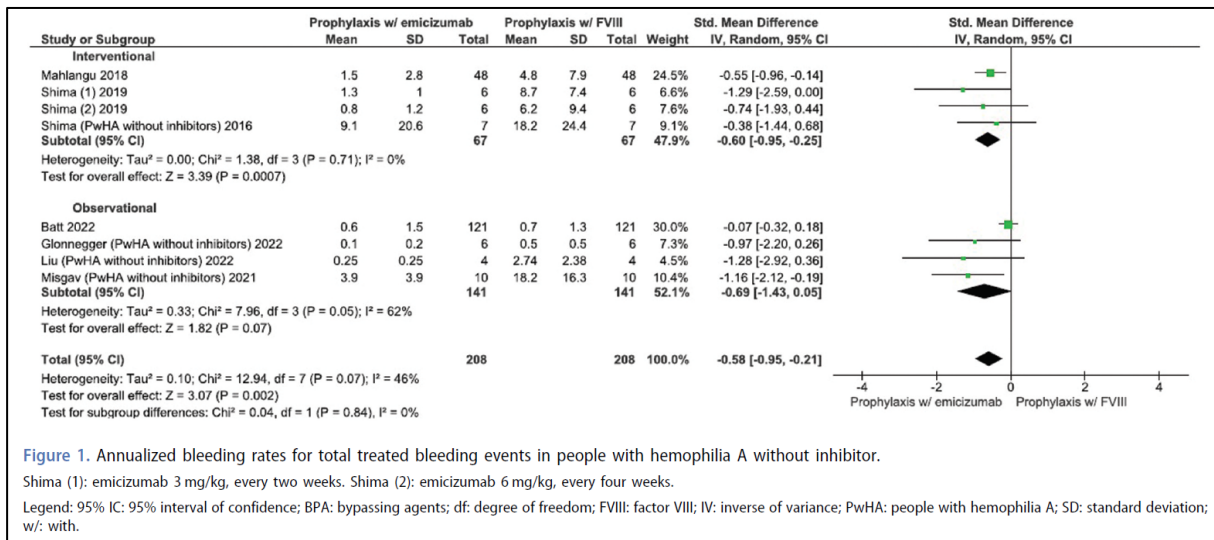 Prophylaxis w/ emicizumab Prophylaxis w/ FVIII Std. Mean Difference Std. Mean Difference
Study or Subgroup Mean SD Total Mean SD Total Weight IV, Random, 95% CI IV, Random, 95% CI
Interventional
Mahlangu 2018 1.5 2.8 48 4.8 7.9 48 24.5% -0.55 (-0.96, -0.14)
Shima (1) 2019 1.3 1 6 8.7 7.4 6 6.6% -1.29 (-2.59, 0.00)
Shima (2) 2019 0.8 1.2 6 6.2 9.4 6 7.6% -0.74 (-1.93, 0.44)
Shima (PwHA without inhibitors) 2016 9.1 20.6 7 18.2 24.4 7 9.1% -0.38 (-1.44, 0.68)
Subtotal (95% CI) 67 67 47.9% -0.60 (-0.95, -0.25)
Heterogeneity: Tau² = 0.00; Chi² = 1.38, df = 3 (P = 0.71); I² = 0%
Test for overall effect: Z = 3.39 (P = 0.0007)
Observational
Batt 2022 0.6 1.5 121 0.7 1.3 121 30.0% -0.07 (-0.32, 0.18)
Glonnegger (PwHA without inhibitors) 2022 0.1 0.2 6 0.5 0.5 6 7.3% -0.97 (-2.20, 0.26)
Liu (PwHA without inhibitors) 2022 0.25 0.25 4 2.74 2.38 4 4.5% -1.28 (-2.92, 0.36)
Misgav (PwHA without inhibitors) 2021 3.9 3.9 10 18.2 16.3 10 10.4% -1.16 (-2.12, -0.19)
Subtotal (95% CI) 141 141 52.1% -0.69 (-1.43, 0.05)
Heterogeneity: Tau² = 0.33; Chi² = 7.96, df = 3 (P = 0.05); I² = 62%
Test for overall effect: Z = 1.82 (P = 0.07)
Total (95% CI) 208 208 100.0% -0.58 (-0.95, -0.21)
Heterogeneity: Tau² = 0.10; Chi² = 12.94, df = 7 (P = 0.07); I² = 46%
Test for overall effect: Z = 3.07 (P = 0.002)
Test for subgroup differences: Chi² = 0.04, df = 1 (P = 0.84), I² = 0%
-4 -2 0 2 4
Prophylaxis w/ emicizumab Prophylaxis w/ FVIII
Figure 1. Annualized bleeding rates for total treated bleeding events in people with hemophilia A without inhibitor.
Shima (1): emicizumab 3 mg/kg, every two weeks. Shima (2): emicizumab 6 mg/kg, every four weeks.
Legend: 95% IC: 95% interval of confidence; BPA: bypassing agents; df: degree of freedom; FVIII: factor VIII; IV: inverse of variance; PwHA: people with hemophilia A; SD: standard deviation;
w/: with.